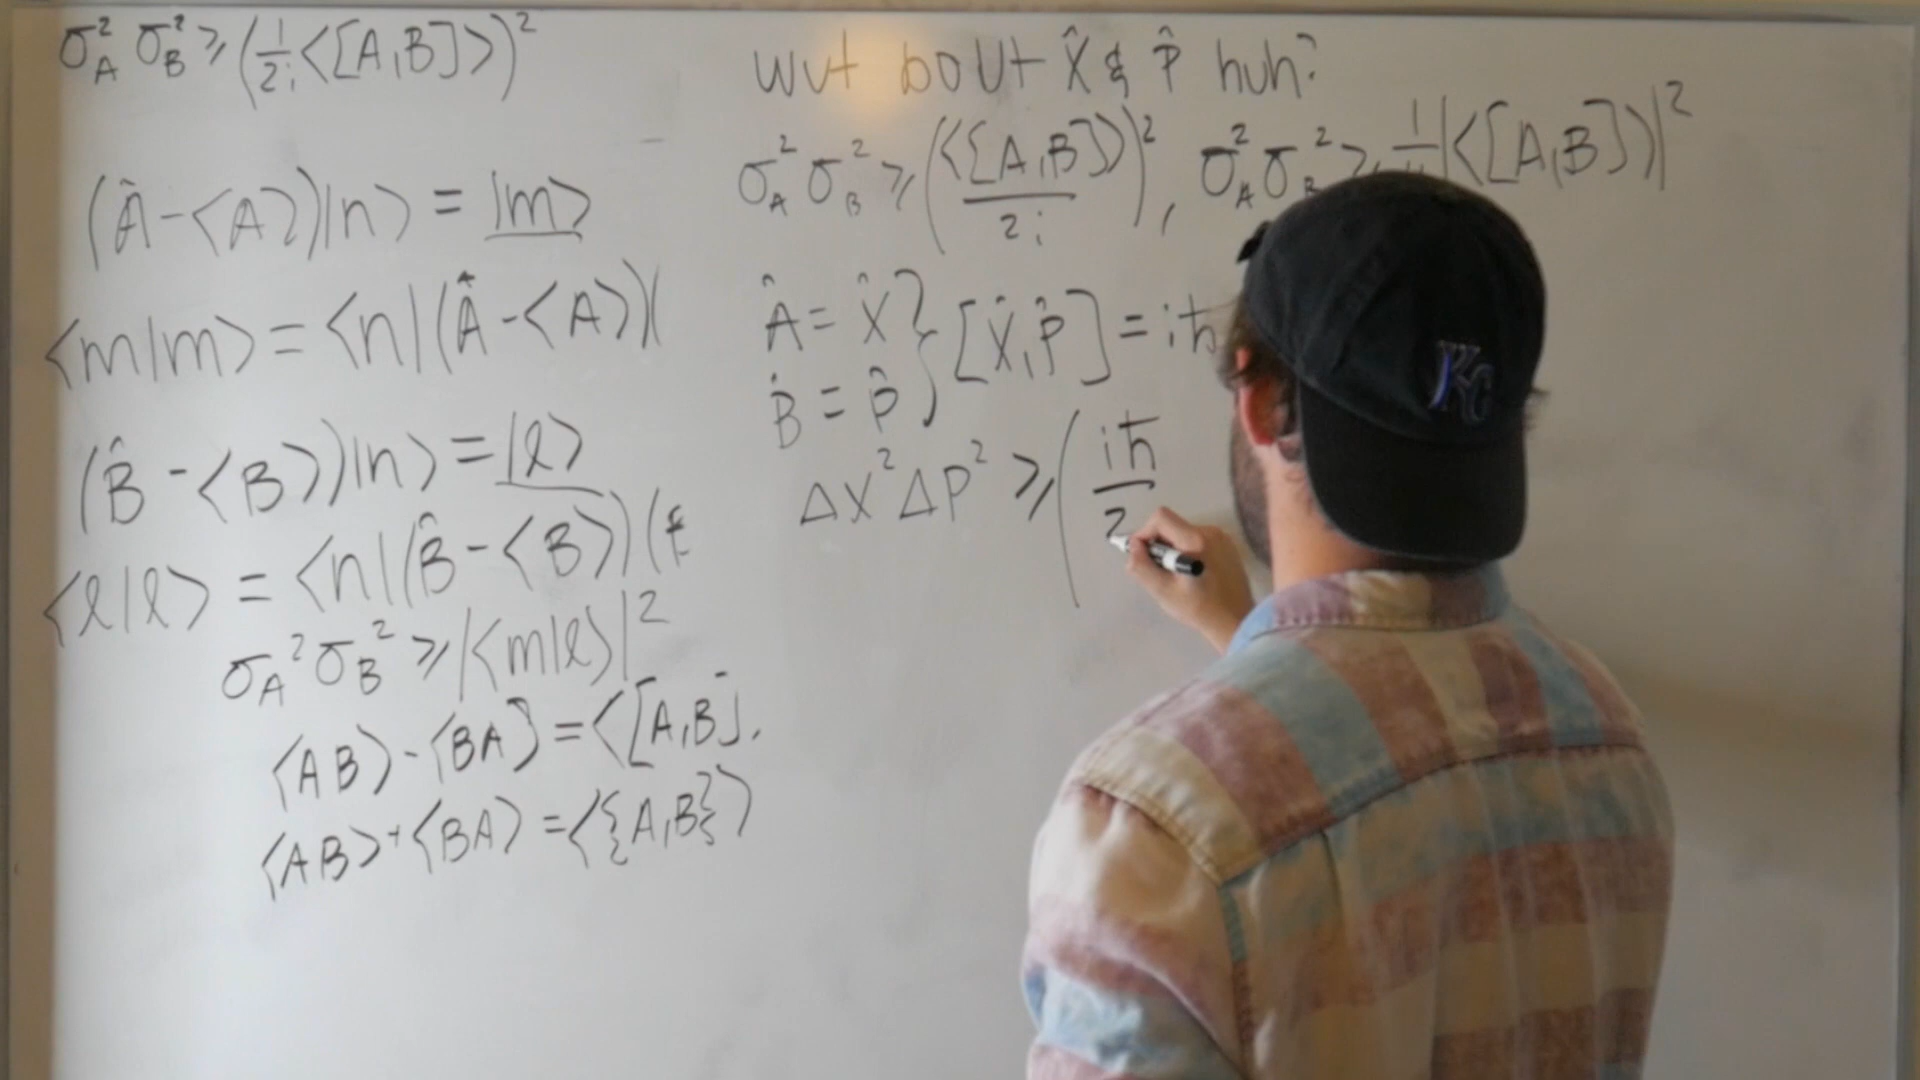 σ_A² σ_B² ⩾ (1/2i <[A,B]>)²
(Â-<A>)|n> = |m>
<m|m> = <n|(Â-<A>)(
(B̂-<B>)|n> = |ℓ>
<ℓ|ℓ> = <n|(B̂-<B>)(
σ_A² σ_B² ⩾ |<m|ℓ>|²
<AB>-<BA> = <[A,B]
<AB>+<BA> = <{A,B}>
wut bout X̂ & P̂ huh?
σ_A² σ_B² ⩾ (<[A,B]>/2i)², σ_A² σ_B² ⩾ 1/ |<[A,B]>|²
Â = X̂ } [X̂,P̂] = iħ
B̂ = P̂
ΔX² ΔP² ⩾ (iħ/2
KC